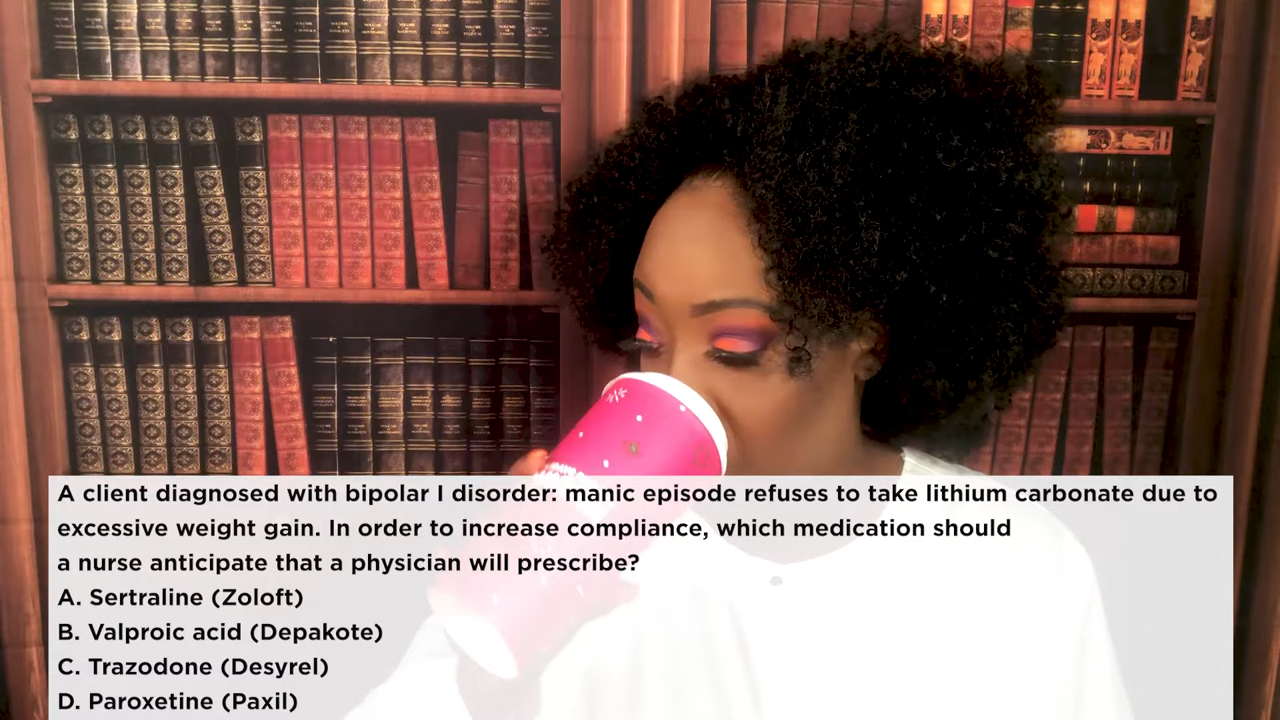 A client diagnosed with bipolar I disorder: manic episode refuses to take lithium carbonate due to
excessive weight gain. In order to increase compliance, which medication should
a nurse anticipate that a physician will prescribe?
A. Sertraline (Zoloft)
B. Valproic acid (Depakote)
C. Trazodone (Desyrel)
D. Paroxetine (Paxil)